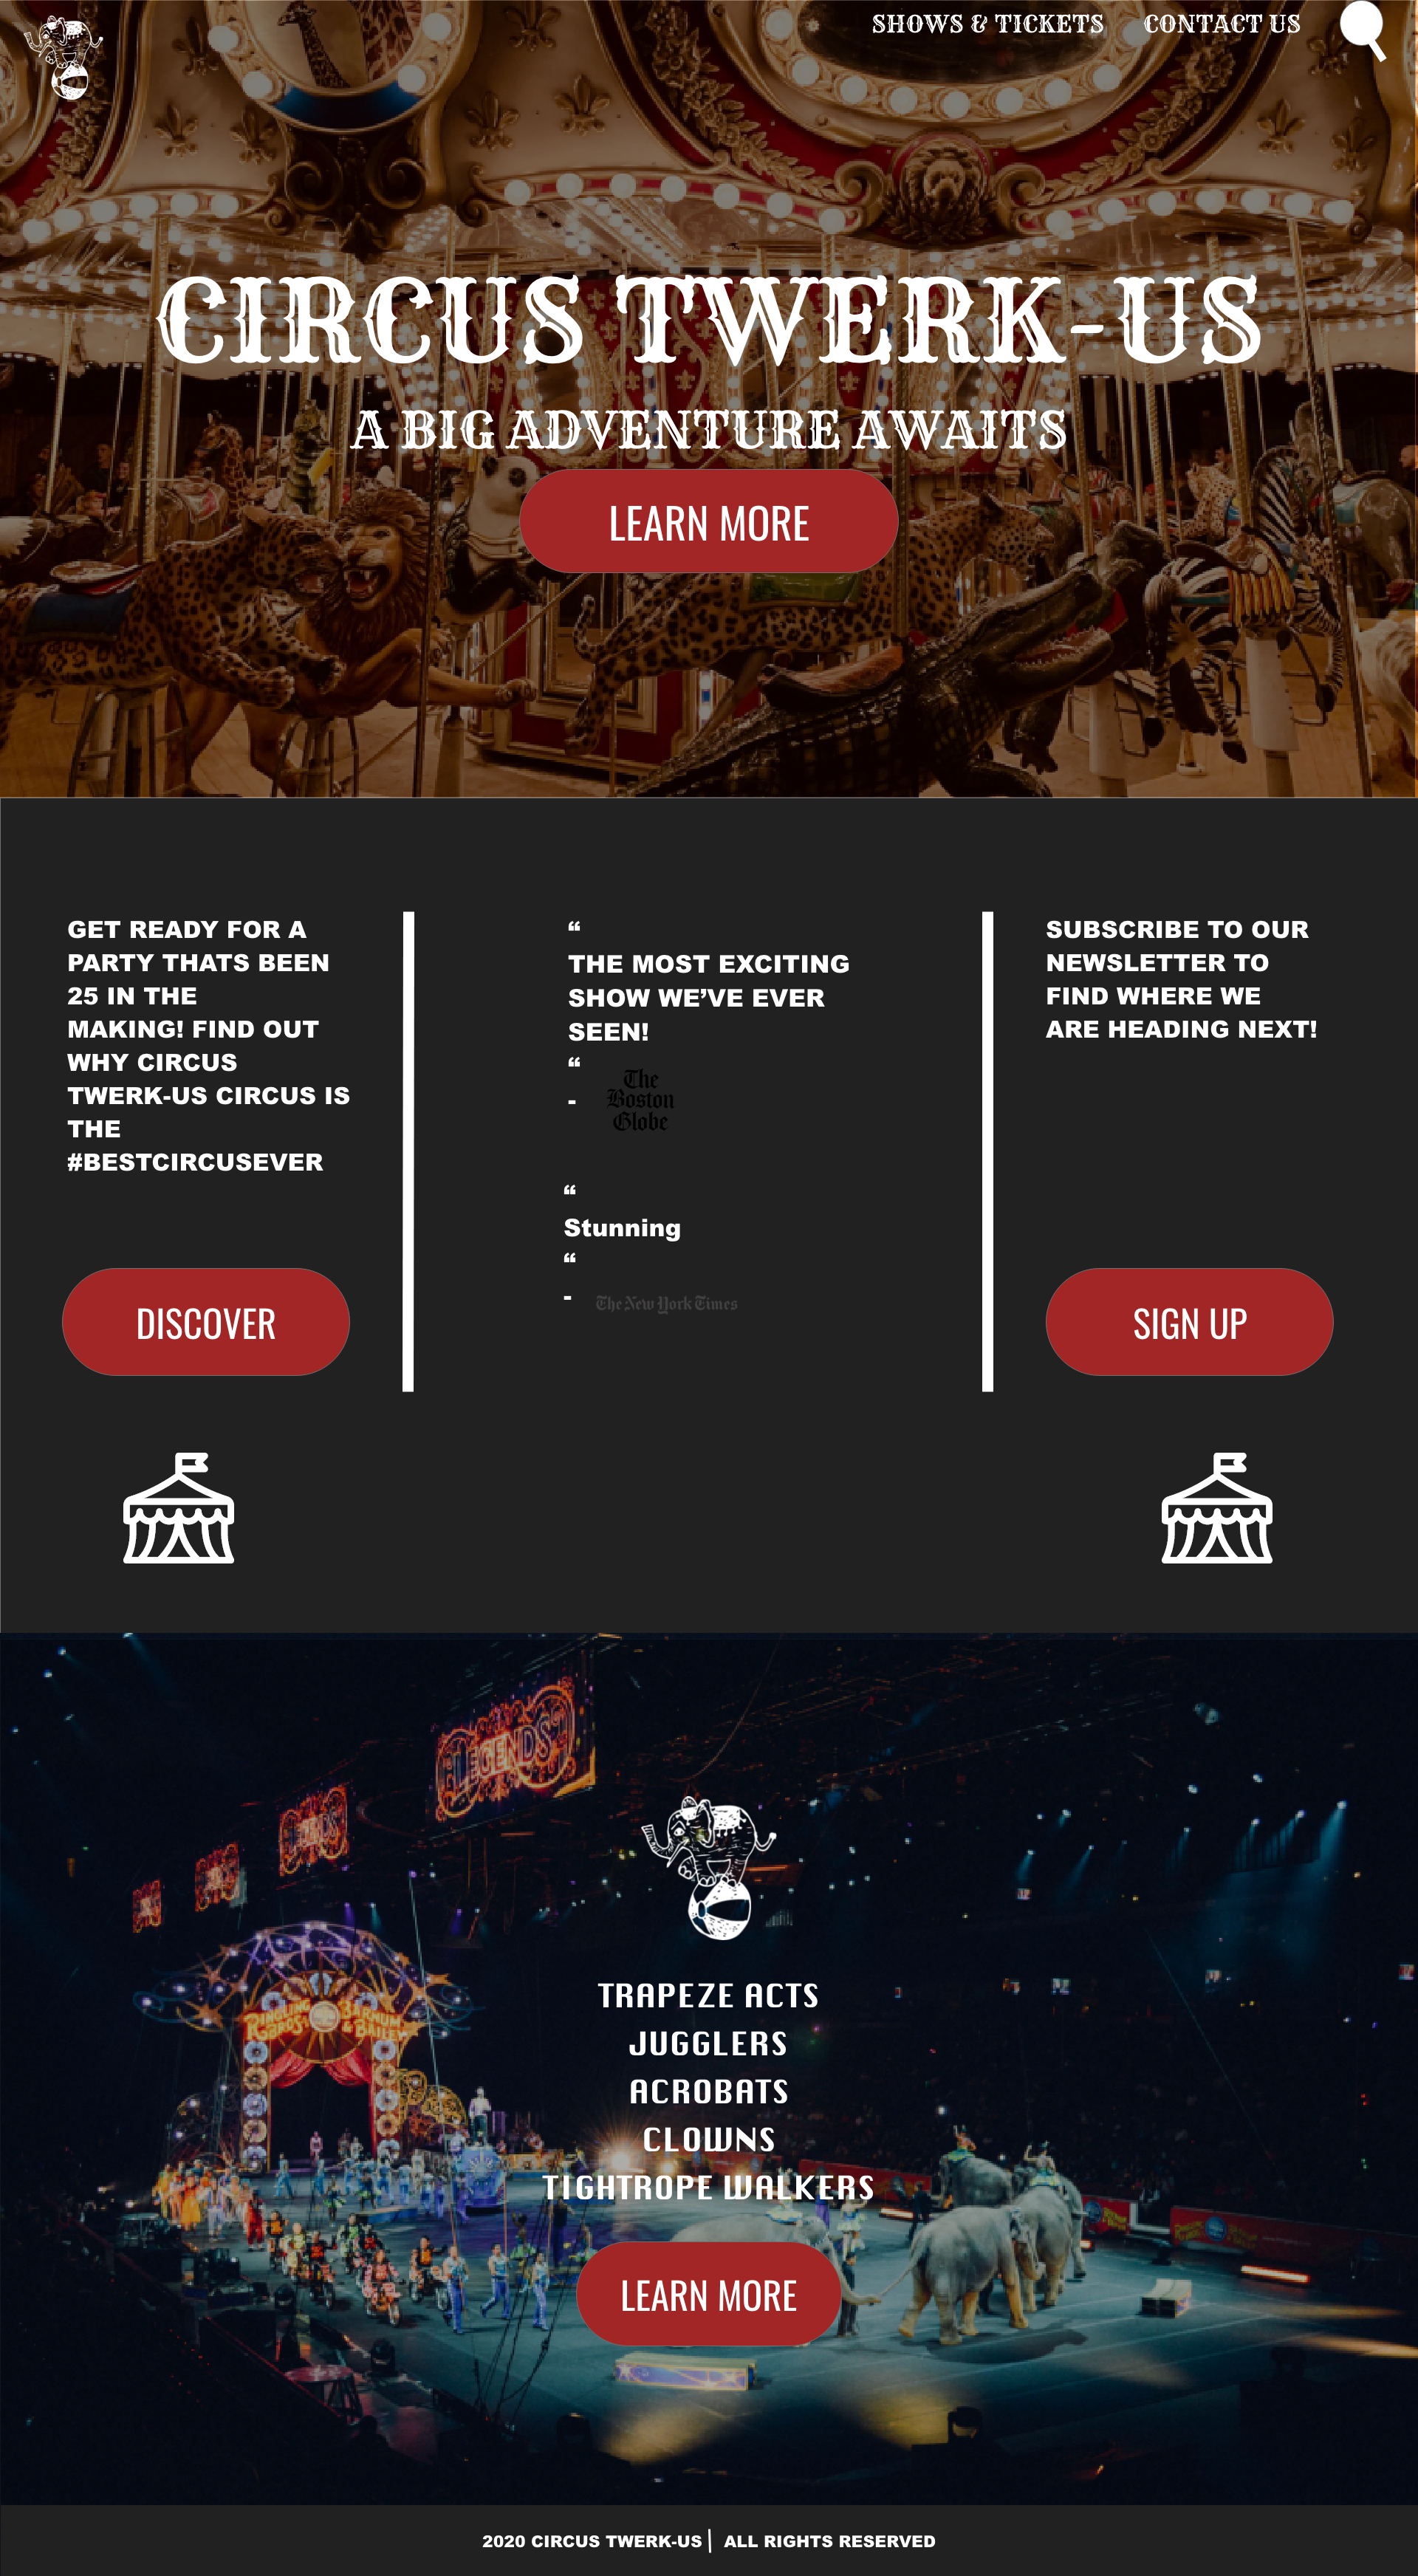 SHOWS & TICKETS CONTACT US
CIRCUS TWERK-US
A BIG ADVENTURE AWAITS
LEARN MORE
GET READY FOR A
PARTY THATS BEEN
25 IN THE
MAKING! FIND OUT
WHY CIRCUS
TWERK-US CIRCUS IS
THE
#BESTCIRCUSEVER
DISCOVER
“
THE MOST EXCITING
SHOW WE’VE EVER
SEEN!
“
- The
Boston
Globe
“
Stunning
“
- The New York Times
SUBSCRIBE TO OUR
NEWSLETTER TO
FIND WHERE WE
ARE HEADING NEXT!
SIGN UP
LEGENDS
RINGLING BARNUM
BROS & BAILEY
TRAPEZE ACTS
JUGGLERS
ACROBATS
CLOWNS
TIGHTROPE WALKERS
LEARN MORE
2020 CIRCUS TWERK-US | ALL RIGHTS RESERVED